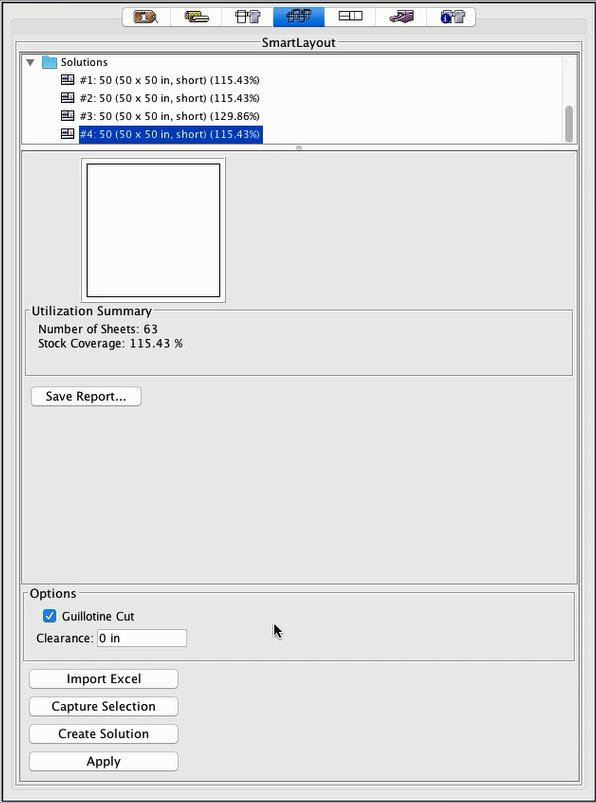 SmartLayout
Solutions
#1: 50 (50 x 50 in, short) (115.43%)
#2: 50 (50 x 50 in, short) (115.43%)
#3: 50 (50 x 50 in, short) (129.86%)
#4: 50 (50 x 50 in, short) (115.43%)
Utilization Summary
Number of Sheets: 63
Stock Coverage: 115.43 %
Save Report...
Options
Guillotine Cut
Clearance: 0 in
Import Excel
Capture Selection
Create Solution
Apply